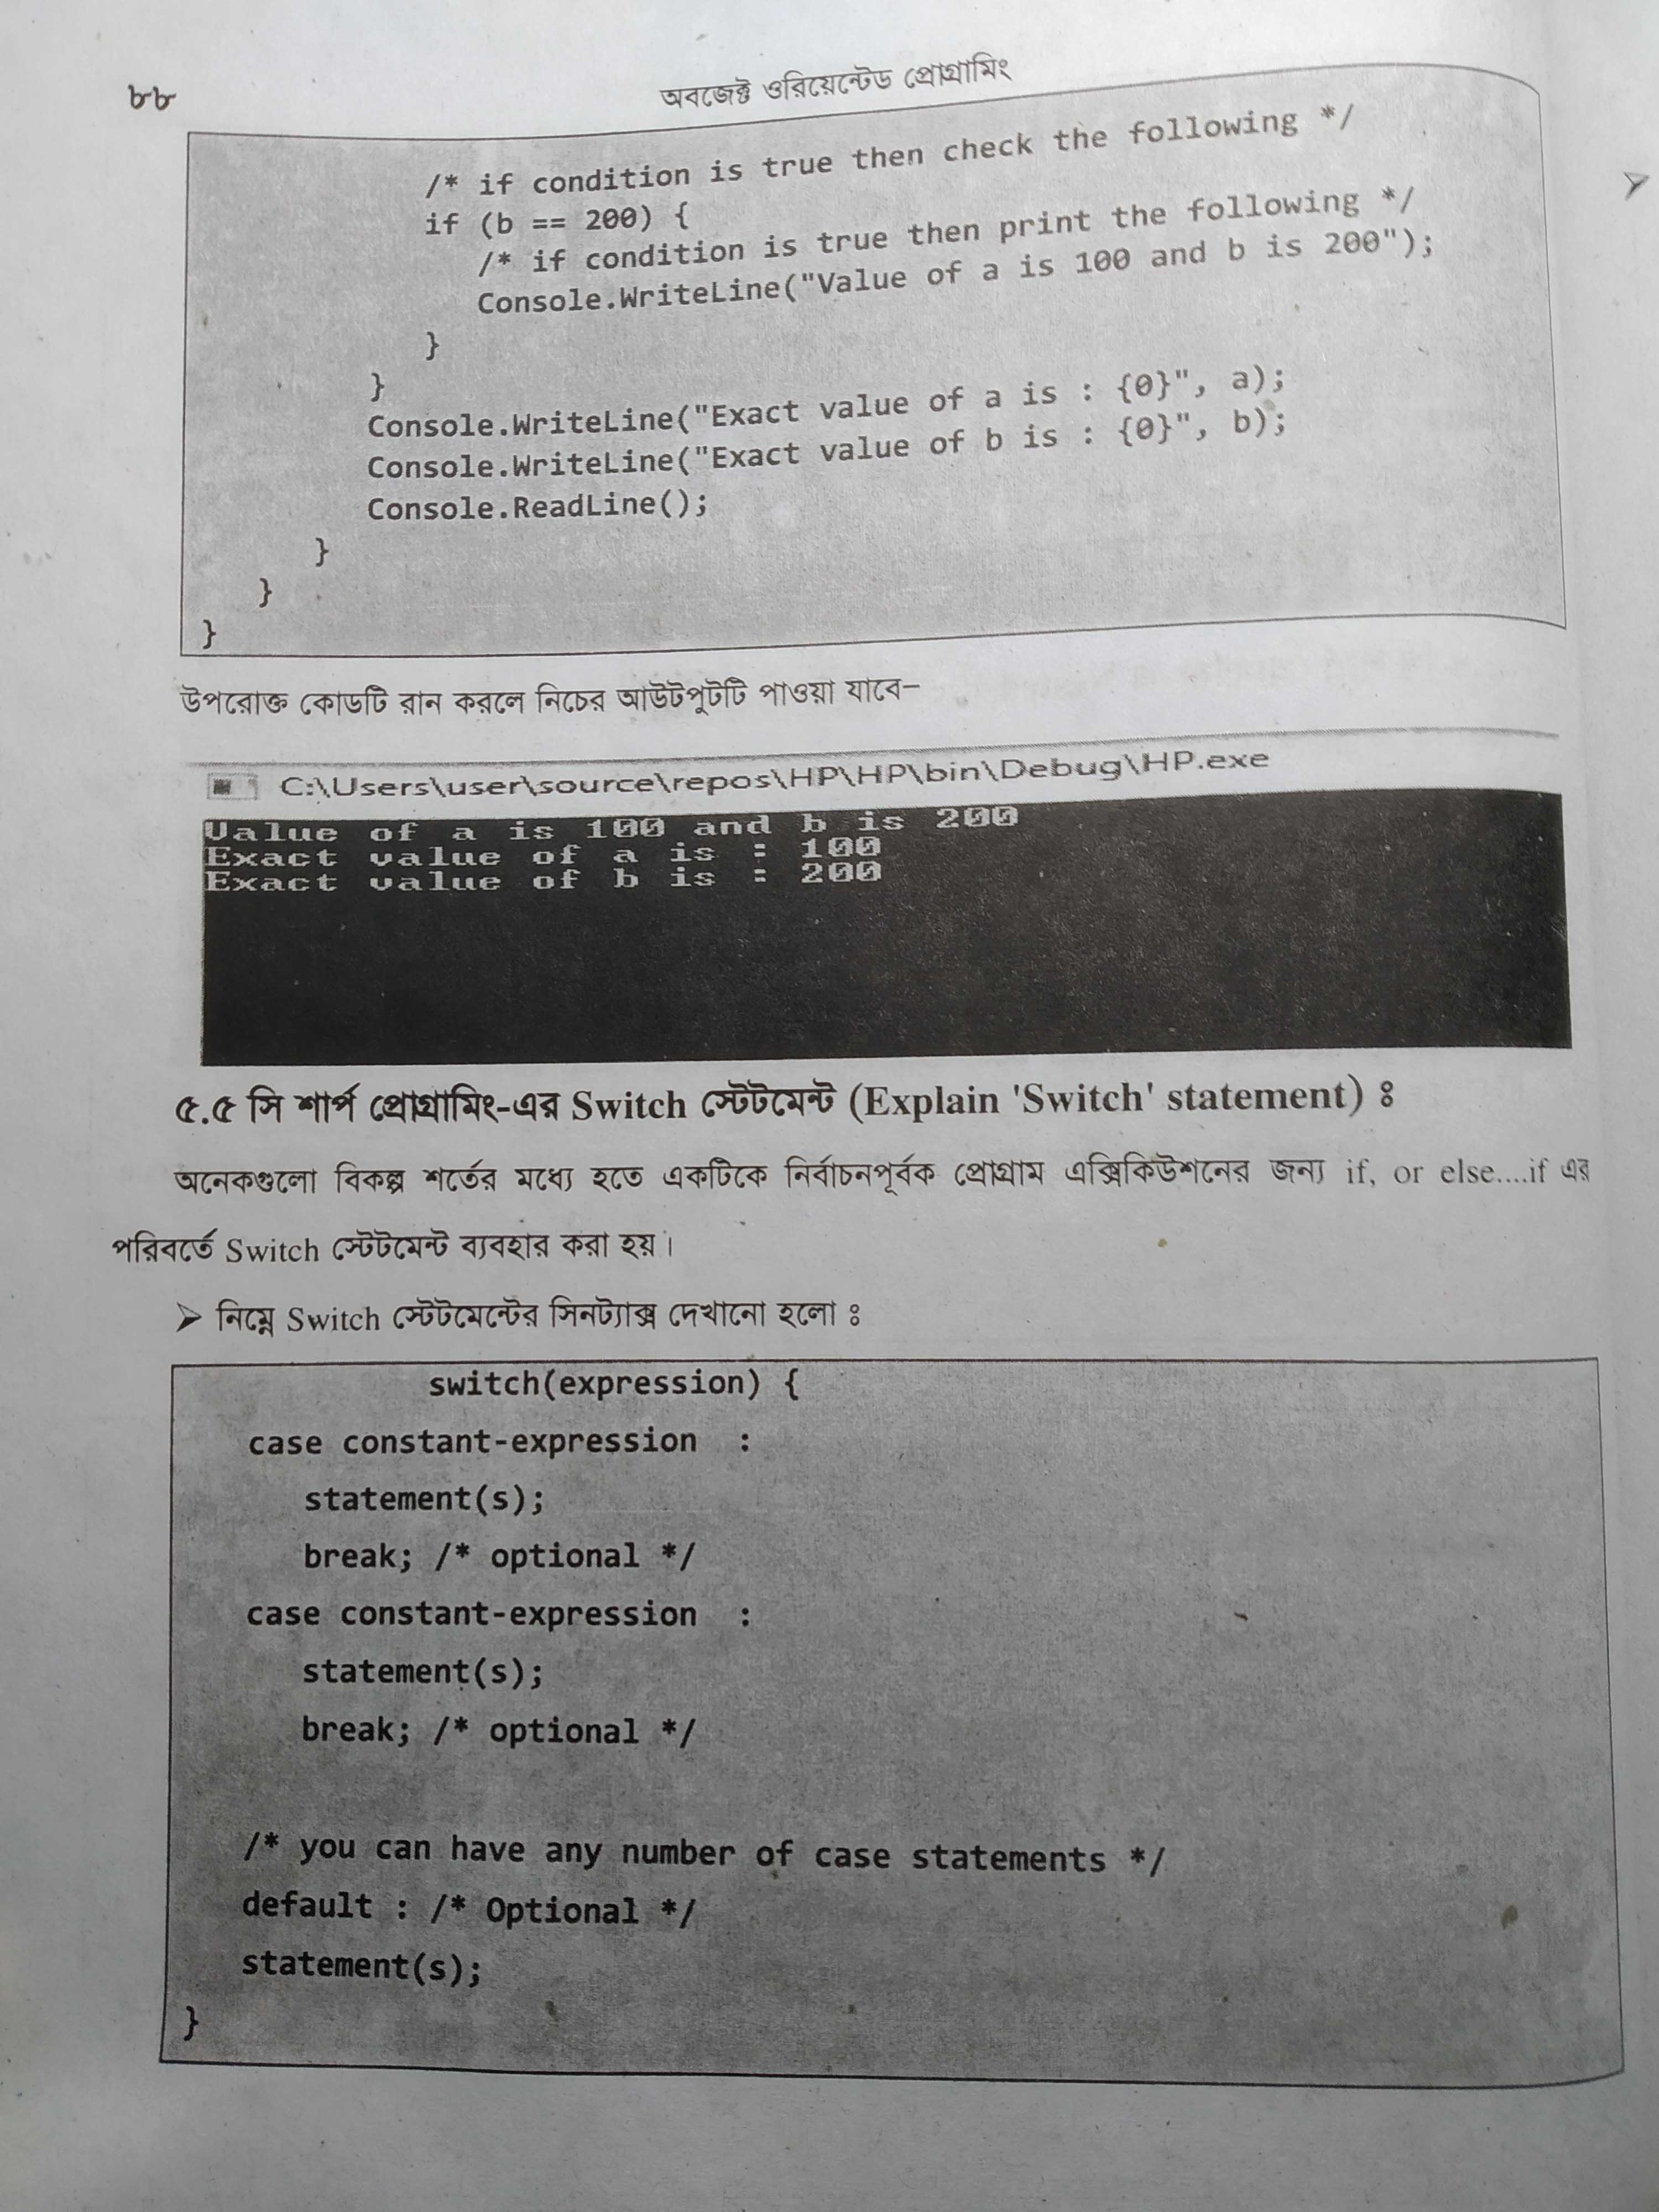 ৮৮
অবজেক্ট ওরিয়েন্টেড প্রোগ্রামিং
/* if condition is true then check the following */
if (b == 200) {
/* if condition is true then print the following */
Console.WriteLine("Value of a is 100 and b is 200");
}
}
Console.WriteLine("Exact value of a is : {0}", a);
Console.WriteLine("Exact value of b is : {0}", b);
Console.ReadLine();
}
}
}
উপরোক্ত কোডটি রান করলে নিচের আউটপুটটি পাওয়া যাবে–
C:\Users\user\source\repos\HP\HP\bin\Debug\HP.exe
Value of a is 100 and b is 200
Exact value of a is : 100
Exact value of b is : 200
৫.৫ সি শার্প প্রোগ্রামিং-এর Switch স্টেটমেন্ট (Explain 'Switch' statement) ঃ
অনেকগুলো বিকল্প শর্তের মধ্যে হতে একটিকে নির্বাচনপূর্বক প্রোগ্রাম এক্সিকিউশনের জন্য if, or else....if এর
পরিবর্তে Switch স্টেটমেন্ট ব্যবহার করা হয়।
➢ নিম্নে Switch স্টেটমেন্টের সিনট্যাক্স দেখানো হলো ঃ
switch(expression) {
case constant-expression :
statement(s);
break; /* optional */
case constant-expression :
statement(s);
break; /* optional */
/* you can have any number of case statements */
default : /* Optional */
statement(s);
}